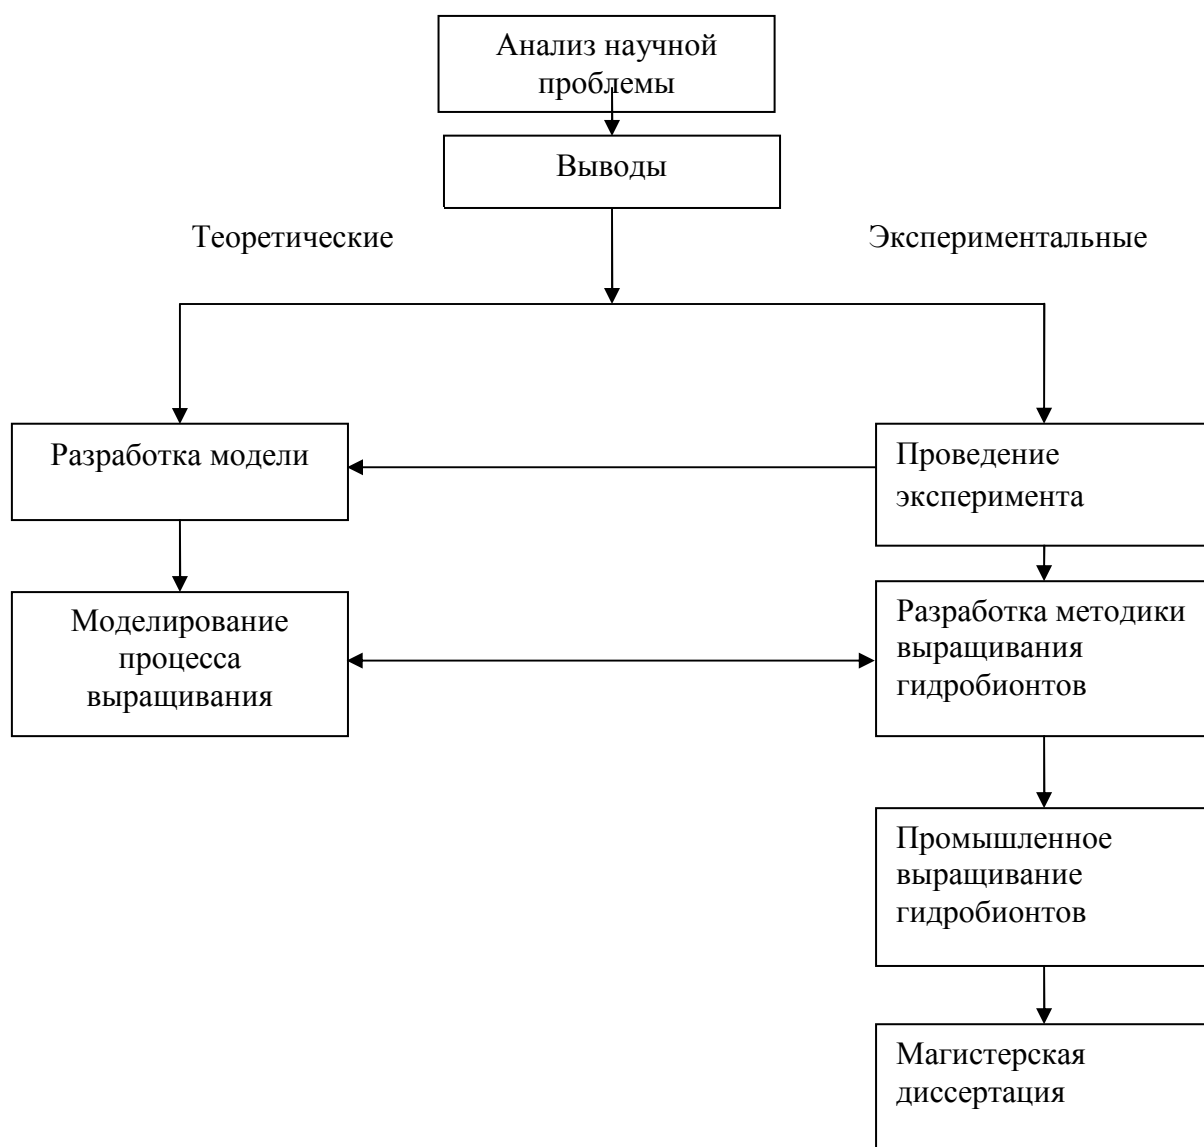 Анализ научной
проблемы
Выводы
Теоретические
Экспериментальные
Разработка модели
Проведение
эксперимента
Моделирование
процесса
выращивания
Разработка методики
выращивания
гидробионтов
Промышленное
выращивание
гидробионтов
Магистерская
диссертация